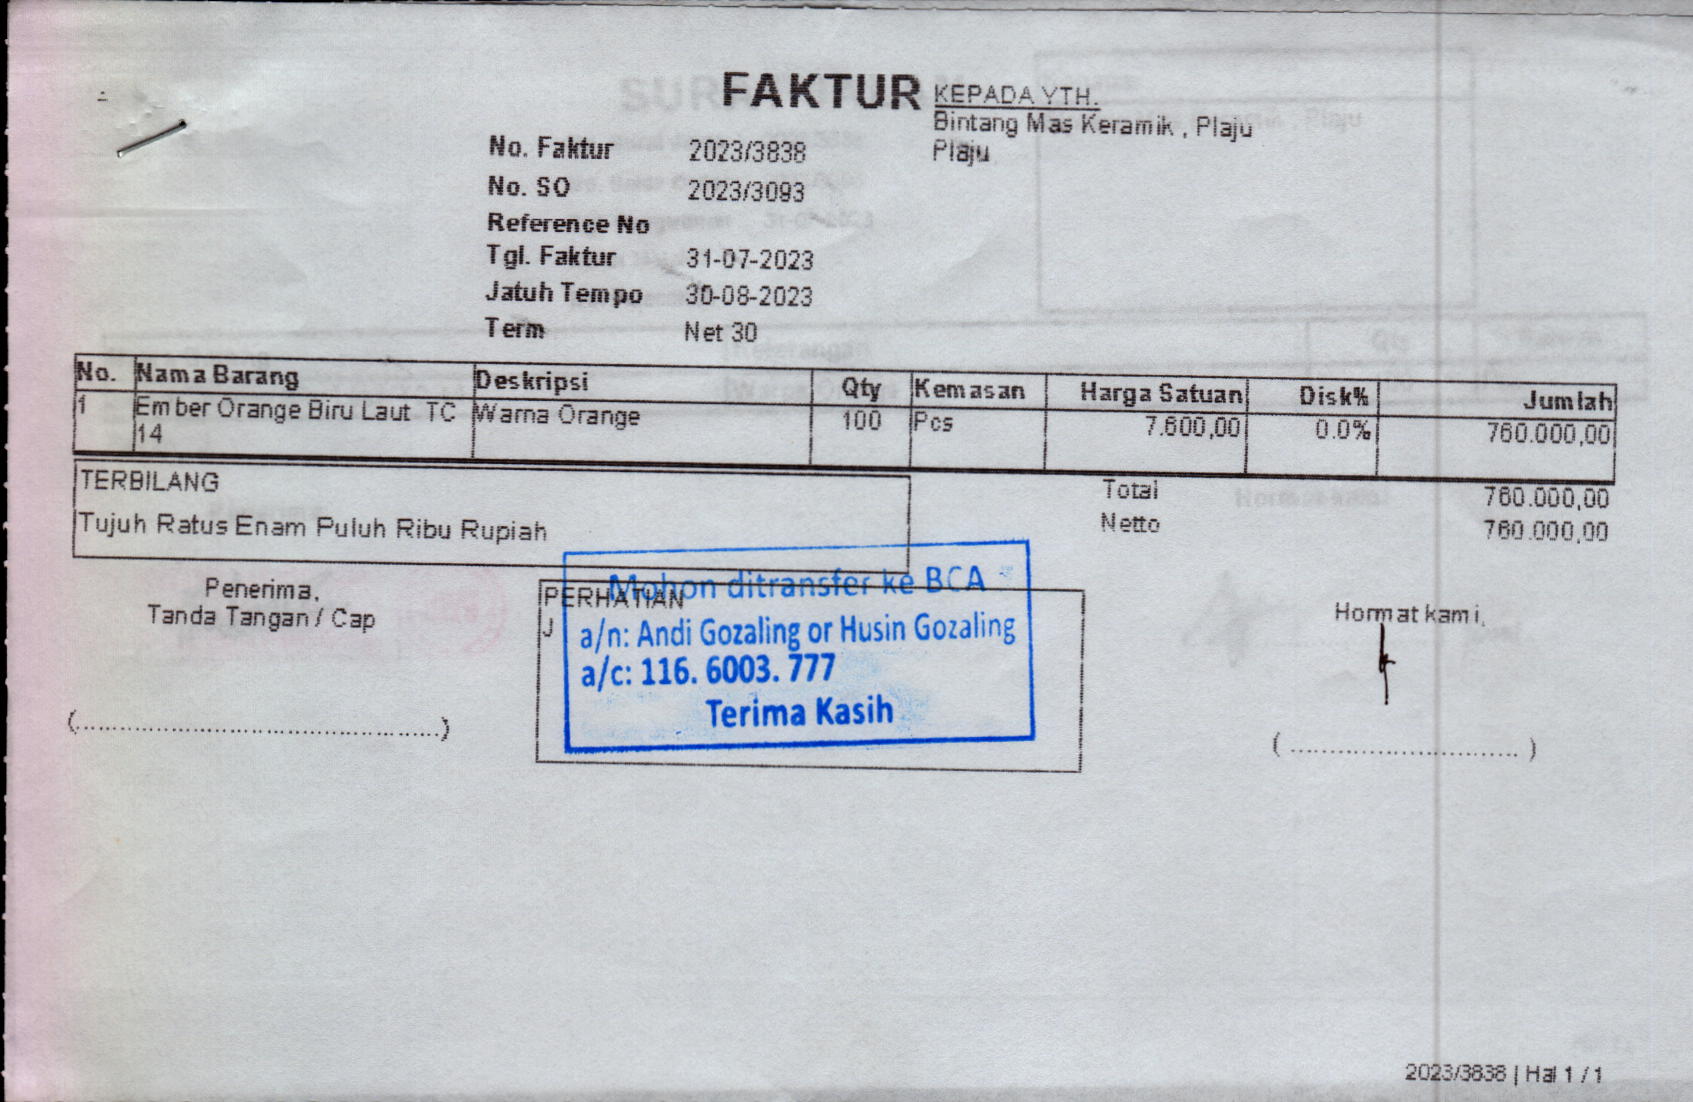 FAKTUR
KEPADA YTH.
Bintang Mas Keramik , Plaju
Plaju
No. Faktur 2023/3838
No. SO 2023/3093
Reference No
Tgl. Faktur 31-07-2023
Jatuh Tempo 30-08-2023
Term Net 30
No. Nama Barang Deskripsi Qty Kemasan Harga Satuan Disk% Jumlah
1 Ember Orange Biru Laut TC Warna Orange 100 Pcs 7.600,00 0.0% 760.000,00
14
TERBILANG
Tujuh Ratus Enam Puluh Ribu Rupiah
Total 760.000,00
Netto 760.000,00
Penerima,
Tanda Tangan / Cap
(............................................)
PERHATIAN
J
Mohon ditransfer ke BCA
a/n: Andi Gozaling or Husin Gozaling
a/c: 116. 6003. 777
Terima Kasih
Hormat kami,
( ............................ )
2023/3838 | Hal 1 / 1